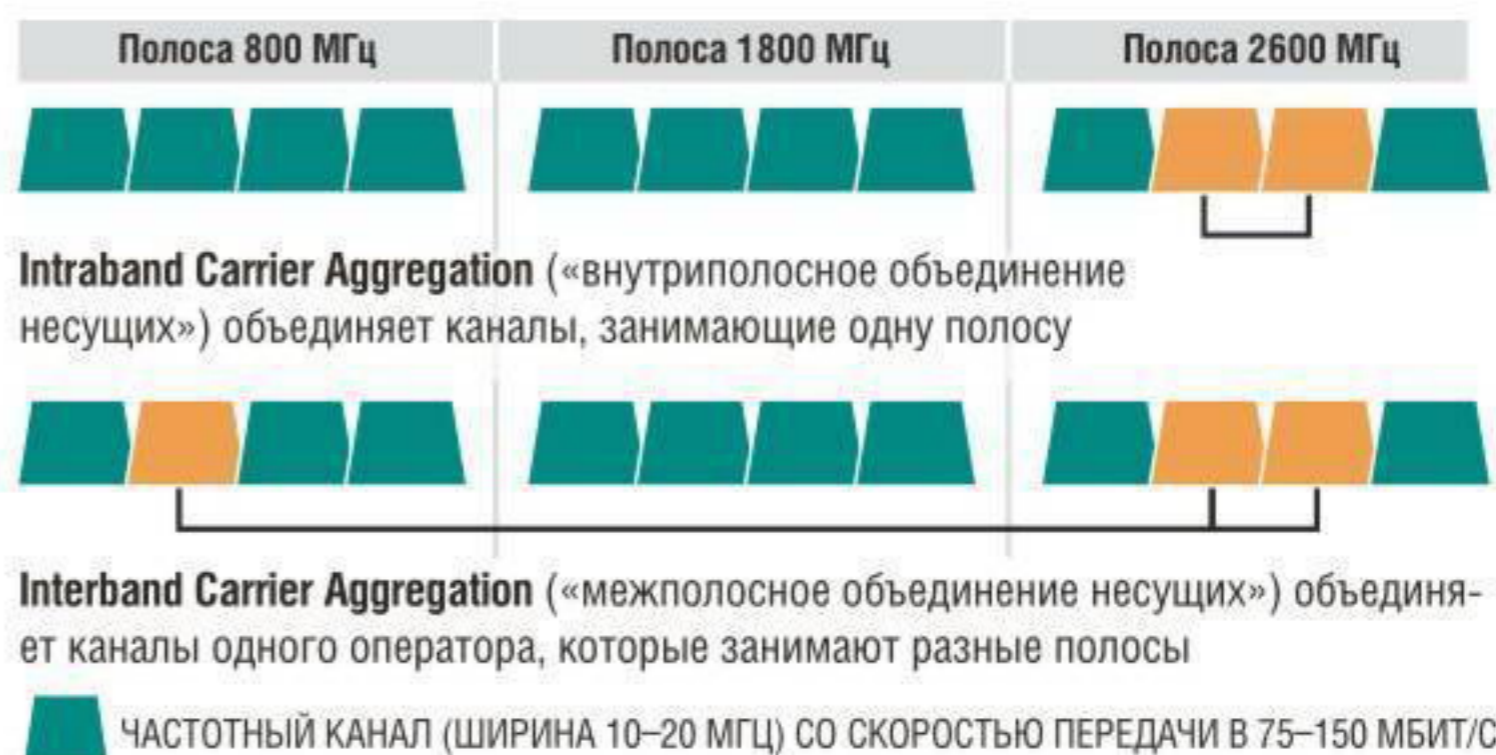 Полоса 800 МГц
Полоса 1800 МГц
Полоса 2600 МГц
Intraband Carrier Aggregation («внутриполосное объединение
несущих») объединяет каналы, занимающие одну полосу
Interband Carrier Aggregation («межполосное объединение несущих») объединя-
ет каналы одного оператора, которые занимают разные полосы
ЧАСТОТНЫЙ КАНАЛ (ШИРИНА 10–20 МГЦ) СО СКОРОСТЬЮ ПЕРЕДАЧИ В 75–150 МБИТ/С